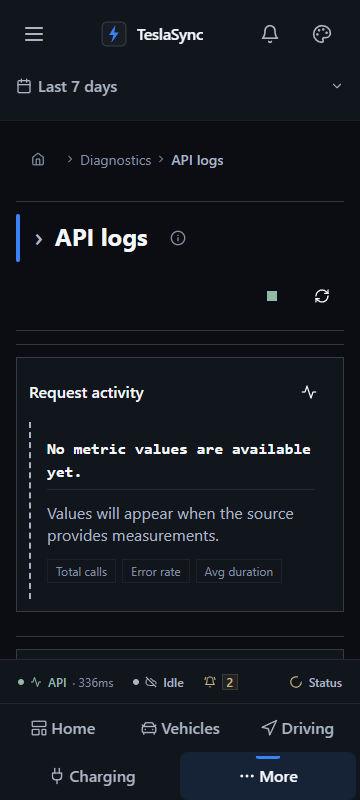 TeslaSync
Last 7 days
Diagnostics API logs
API logs
Request activity
No metric values are available
yet.
Values will appear when the source
provides measurements.
Total calls Error rate Avg duration
API · 336ms Idle 2 Status
Home Vehicles Driving
Charging More